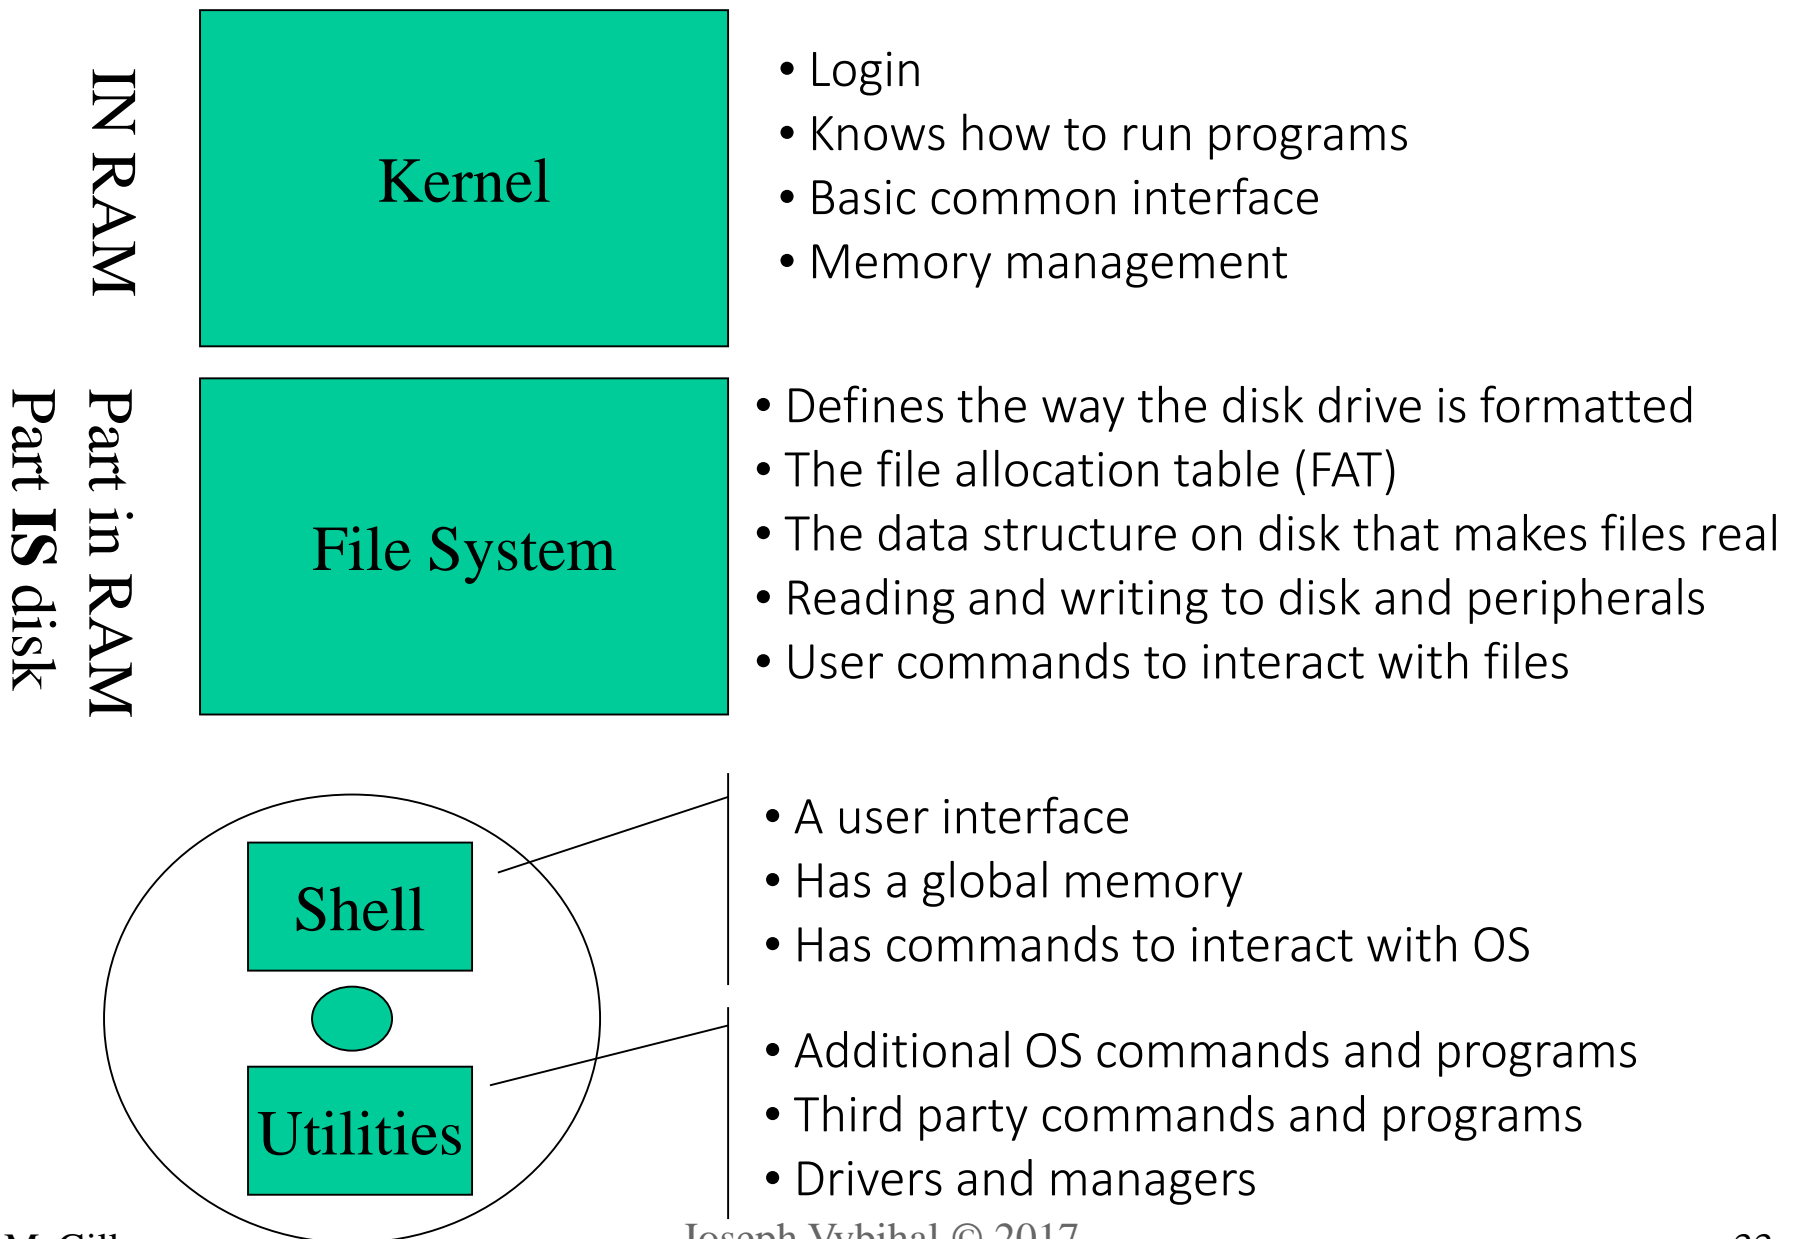 IN RAM
Kernel
• Login
• Knows how to run programs
• Basic common interface
• Memory management
Part in RAM
Part IS disk
File System
• Defines the way the disk drive is formatted
• The file allocation table (FAT)
• The data structure on disk that makes files real
• Reading and writing to disk and peripherals
• User commands to interact with files
Shell
• A user interface
• Has a global memory
• Has commands to interact with OS
Utilities
• Additional OS commands and programs
• Third party commands and programs
• Drivers and managers
McGill
Joseph Vybihal © 2017